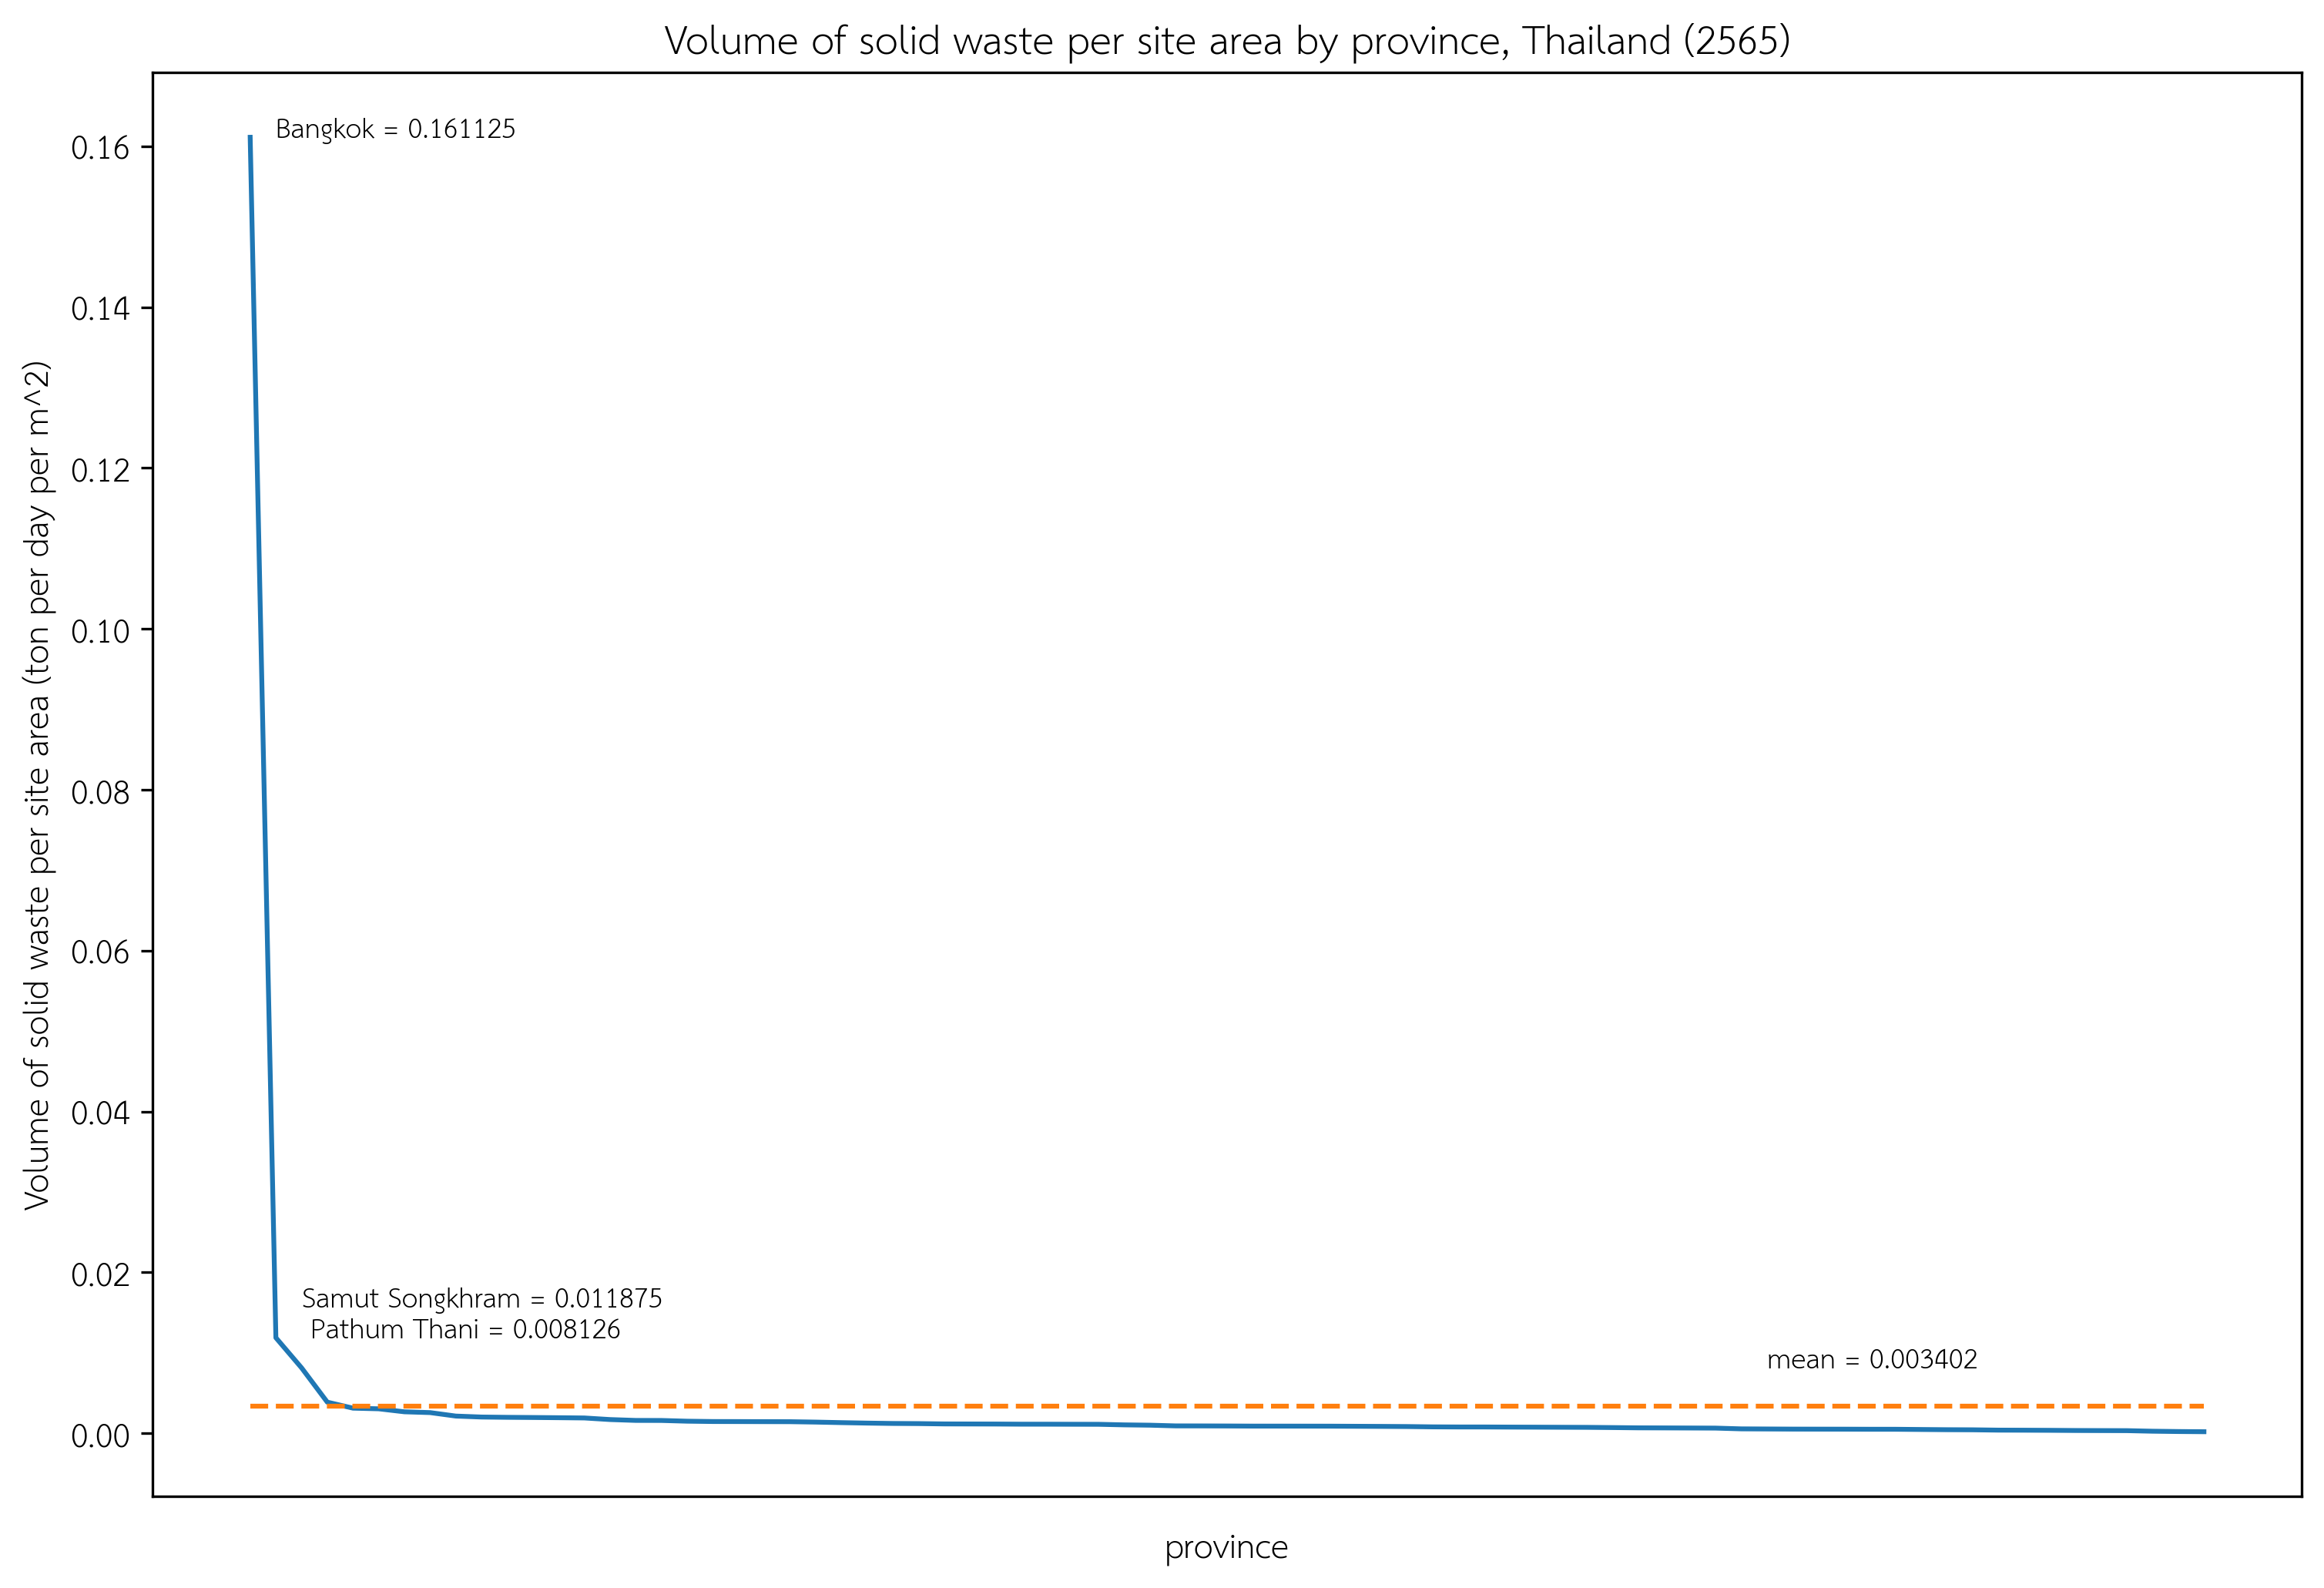 Volume of solid waste per site area by province, Thailand (2565)
Volume of solid waste per site area (ton per day per m^2)
0.16
0.14
0.12
0.10
0.08
0.06
0.04
0.02
0.00
Bangkok = 0.161125
Samut Songkhram = 0.011875
Pathum Thani = 0.008126
mean = 0.003402
province